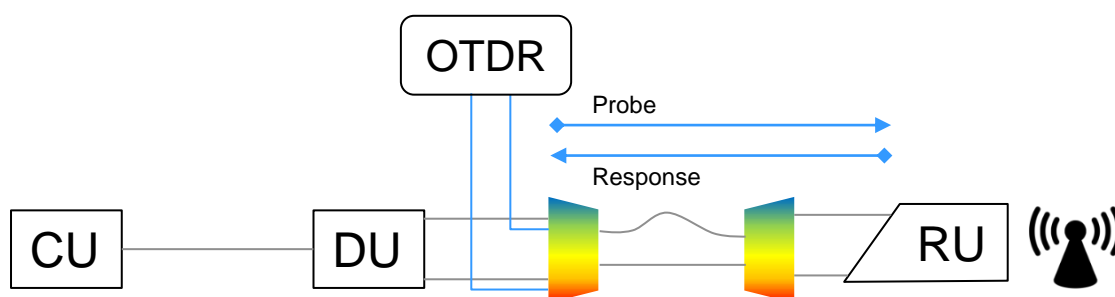 OTDR
Probe
Response
CU
DU
RU